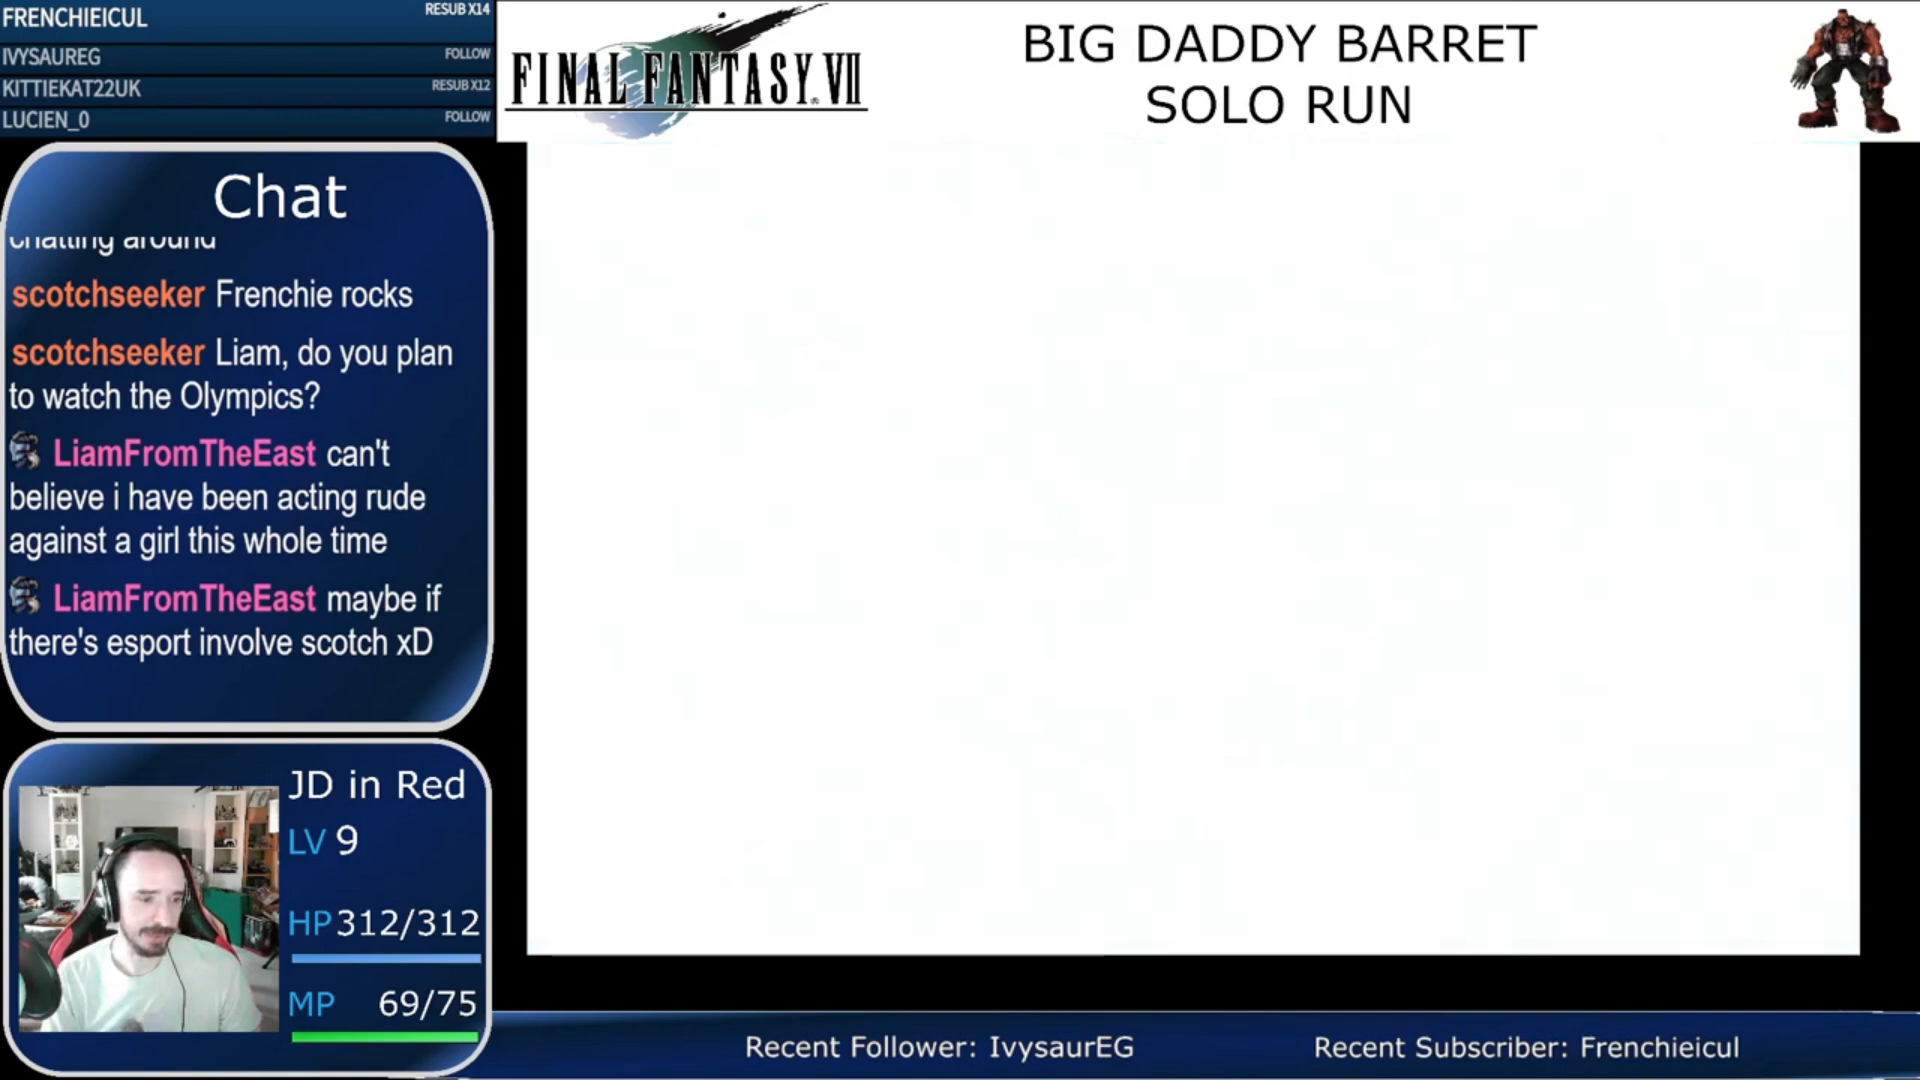 FRENCHIEICUL RESUB X14
IVYSAUREG FOLLOW
KITTIEKAT22UK RESUB X12
LUCIEN_0 FOLLOW
FINAL FANTASY VII
BIG DADDY BARRET
SOLO RUN
Chat
chatting around
scotchseeker Frenchie rocks
scotchseeker Liam, do you plan
to watch the Olympics?
LiamFromTheEast can't
believe i have been acting rude
against a girl this whole time
LiamFromTheEast maybe if
there's esport involve scotch xD
JD in Red
LV 9
HP 312/312
MP 69/75
Recent Follower: IvysaurEG
Recent Subscriber: Frenchieicul